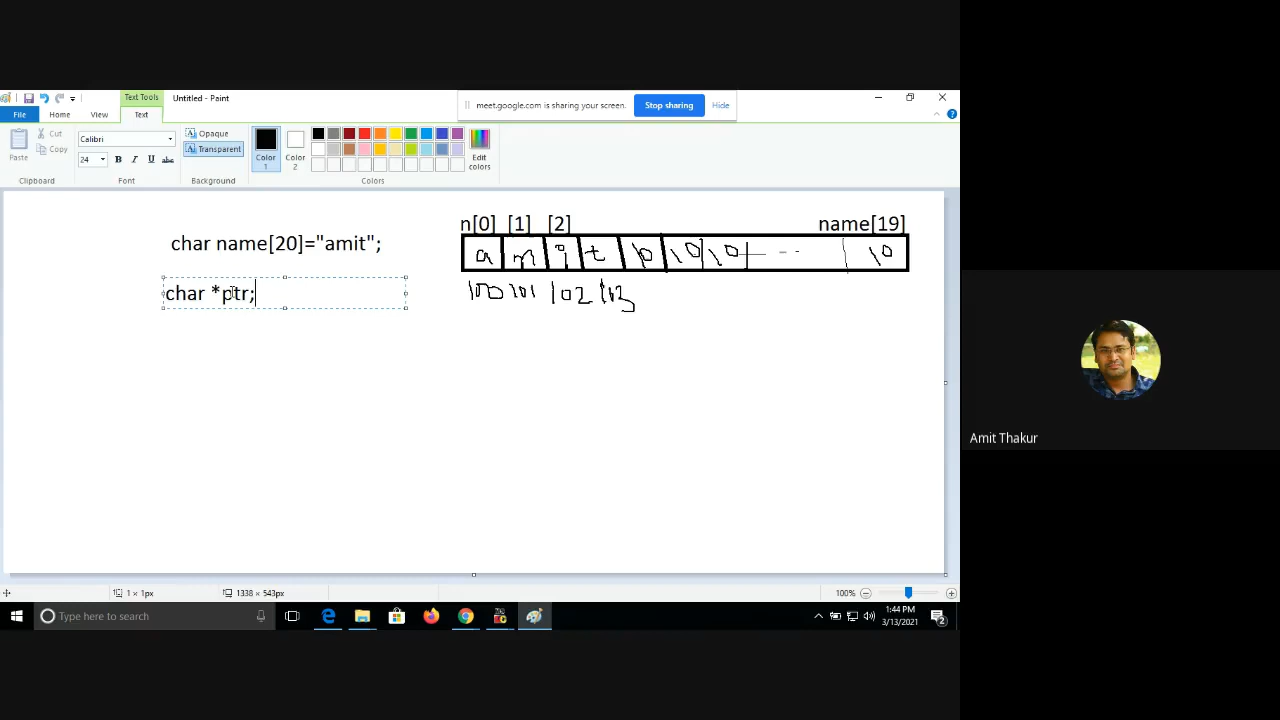 Text Tools
Untitled - Paint
meet.google.com is sharing your screen. Stop sharing Hide
File Home View Text
Paste Cut Copy Calibri 24 B I U abc Opaque Transparent Color 1 Color 2 Edit colors
Clipboard Font Background Colors
n[0] [1] [2] name[19]
char name[20]="amit";
a m i t \0 \0 \0 - - \0
char *ptr;
100 101 102 103
Amit Thakur
1 × 1px 1338 × 543px 100%
Type here to search
1:44 PM
3/13/2021
2